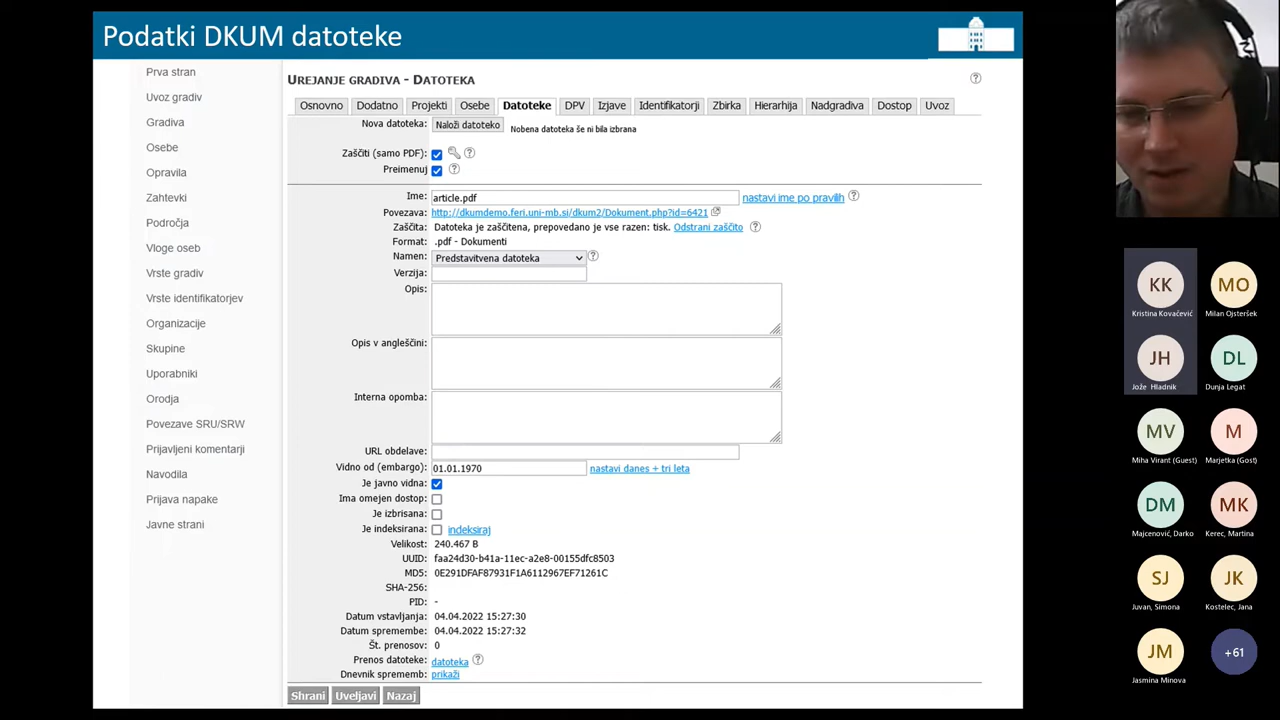 Podatki DKUM datoteke
Prva stran
Uvoz gradiv
Gradiva
Osebe
Opravila
Zahtevki
Področja
Vloge oseb
Vrste gradiv
Vrste identifikatorjev
Organizacije
Skupine
Uporabniki
Orodja
Povezave SRU/SRW
Prijavljeni komentarji
Navodila
Prijava napake
Javne strani
UREJANJE GRADIVA - DATOTEKA
Osnovno Dodatno Projekti Osebe Datoteke DPV Izjave Identifikatorji Zbirka Hierarhija Nadgradiva Dostop Uvoz
Nova datoteka: Naloži datoteko Nobena datoteka še ni bila izbrana
Zaščiti (samo PDF):
Preimenuj
Ime: article.pdf nastavi ime po pravilih
Povezava: http://dkumdemo.feri.uni-mb.si/dkum2/Dokument.php?id=6421
Zaščita: Datoteka je zaščitena, prepovedano je vse razen: tisk. Odstrani zaščito
Format: .pdf - Dokumenti
Namen: Predstavitvena datoteka
Verzija:
Opis:
Opis v angleščini:
Interna opomba:
URL obdelave:
Vidno od (embargo): 01.01.1970 nastavi danes + tri leta
Je javno vidna:
Ima omejen dostop:
Je izbrisana:
Je indeksirana: indeksiraj
Velikost: 240.467 B
UUID: faa24d30-b41a-11ec-a2e8-00155dfc8503
MD5: 0E291DFAF87931F1A6112967EF71261C
SHA-256:
PID: -
Datum vstavljanja: 04.04.2022 15:27:30
Datum spremembe: 04.04.2022 15:27:32
Št. prenosov: 0
Prenos datoteke: datoteka
Dnevnik sprememb: prikaži
Shrani Uveljavi Nazaj
KK MO
Kristina Kovačević Milan Ojsteršek
JH DL
Jože Hladnik Dunja Legat
MV M
Miha Virant (Guest) Marjetka (Gost)
DM MK
Majcenović, Darko Kerec, Martina
SJ JK
Juvan, Simona Kostelec, Jana
JM +61
Jasmina Minova